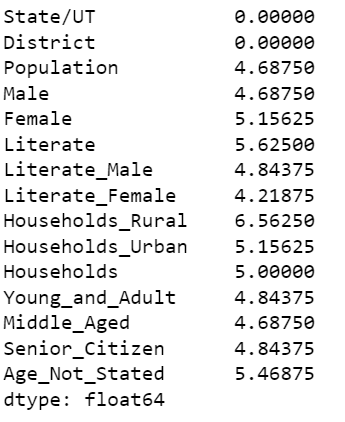 State/UT 0.00000
District 0.00000
Population 4.68750
Male 4.68750
Female 5.15625
Literate 5.62500
Literate_Male 4.84375
Literate_Female 4.21875
Households_Rural 6.56250
Households_Urban 5.15625
Households 5.00000
Young_and_Adult 4.84375
Middle_Aged 4.68750
Senior_Citizen 4.84375
Age_Not_Stated 5.46875
dtype: float64